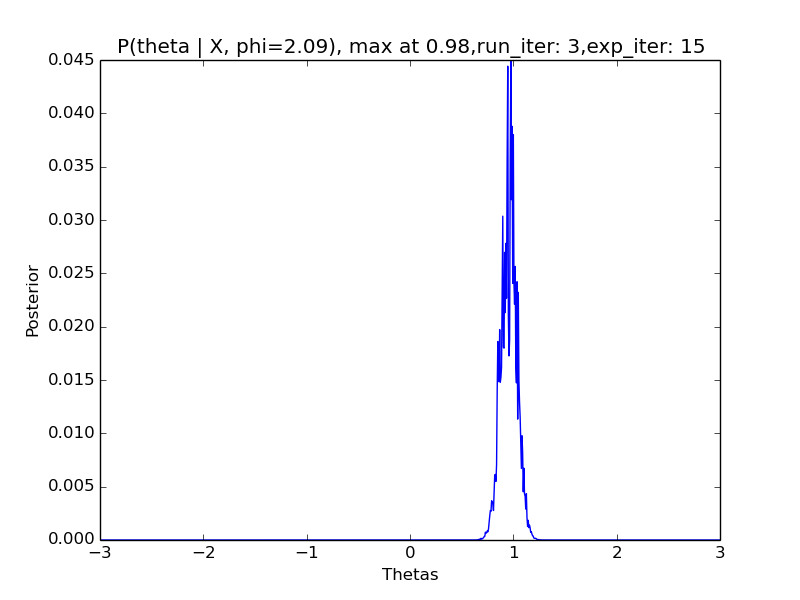 P(theta | X, phi=2.09), max at 0.98,run_iter: 3,exp_iter: 15
0.045
0.040
0.035
0.030
0.025
0.020
0.015
0.010
0.005
0.000
Posterior
−3 −2 −1 0 1 2 3
Thetas